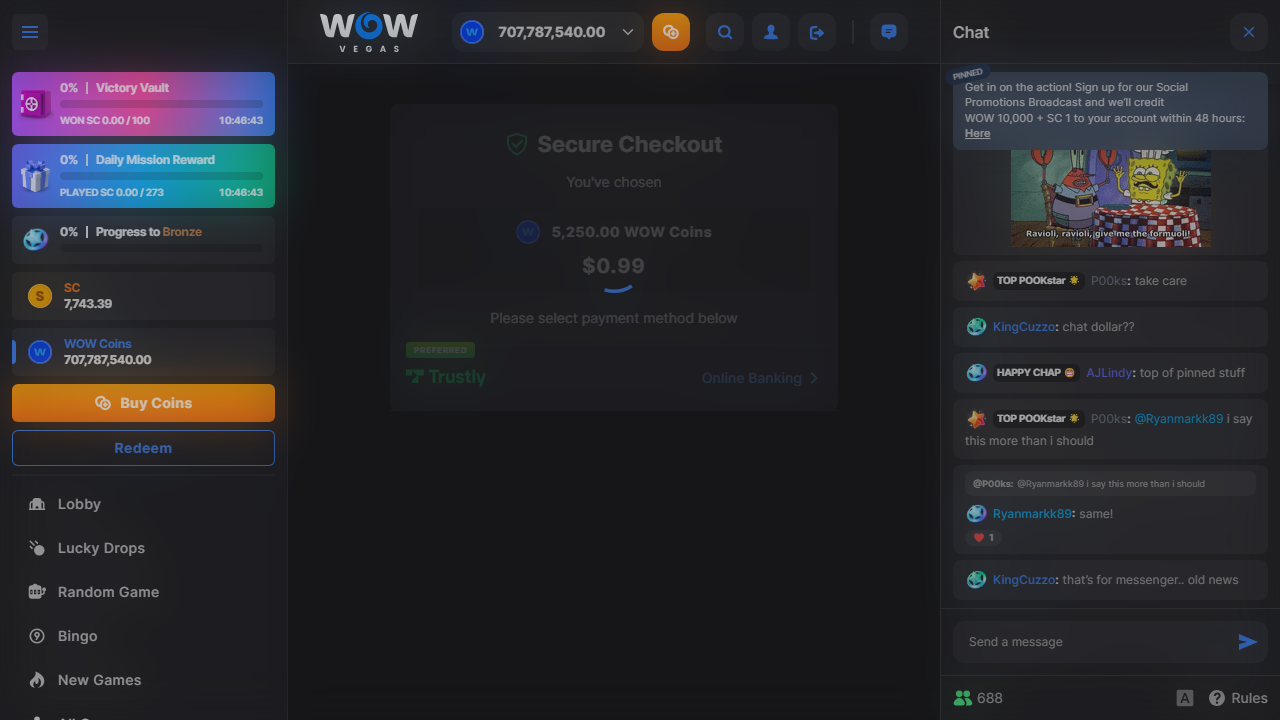 0% | Victory Vault
WON SC 0.00 / 100 10:46:43
0% | Daily Mission Reward
PLAYED SC 0.00 / 273 10:46:43
0% | Progress to Bronze
S
SC
7,743.39
W
WOW Coins
707,787,540.00
Buy Coins
Redeem
Lobby
Lucky Drops
Random Game
Bingo
New Games
WOW
VEGAS
W 707,787,540.00
Secure Checkout
You've chosen
W 5,250.00 WOW Coins
$0.99
Please select payment method below
PREFERRED
Trustly
Online Banking
Chat
PINNED
Get in on the action! Sign up for our Social
Promotions Broadcast and we'll credit
WOW 10,000 + SC 1 to your account within 48 hours:
Here
Ravioli, ravioli, give me the formuoli!
TOP POOKstar P00ks: take care
KingCuzzo: chat dollar??
HAPPY CHAP AJLindy: top of pinned stuff
TOP POOKstar P00ks: @Ryanmarkk89 i say
this more than i should
@P00ks: @Ryanmarkk89 i say this more than i should
Ryanmarkk89: same!
1
KingCuzzo: that's for messenger.. old news
Send a message
688
A
Rules